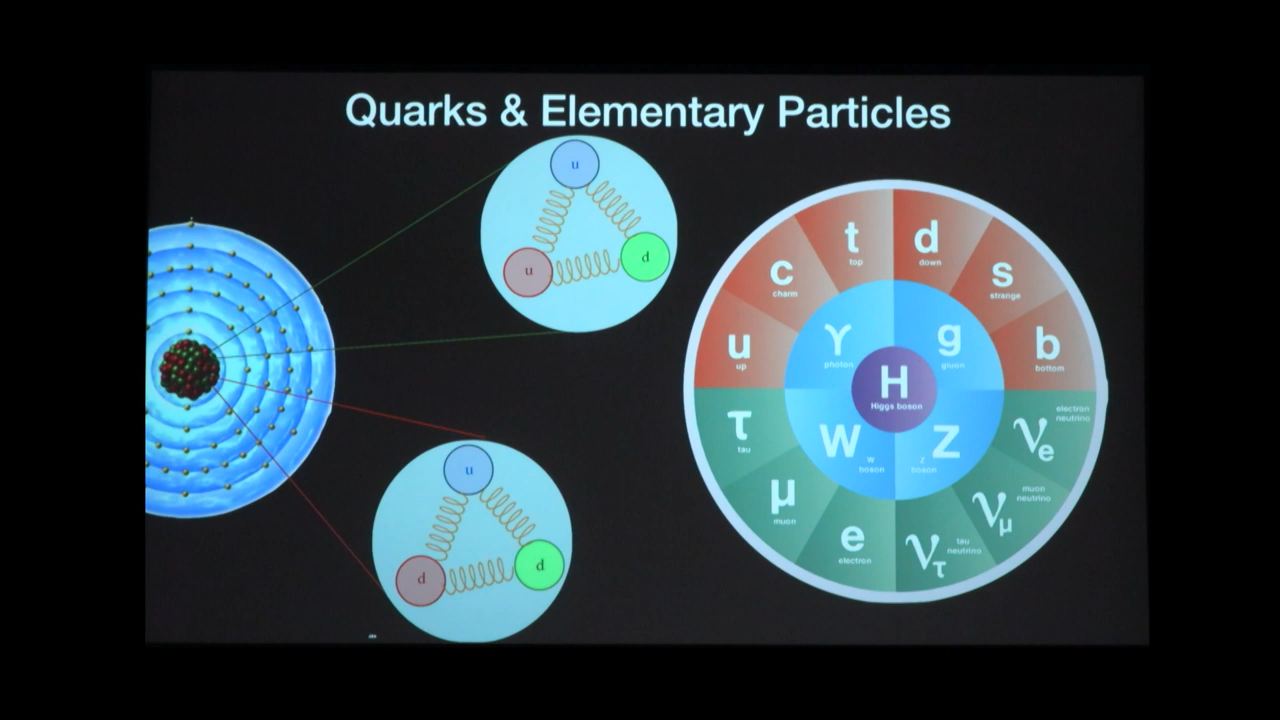 Quarks & Elementary Particles
u
u
d
u
d
d
t
top
d
down
c
charm
s
strange
u
up
b
bottom
γ
photon
g
gluon
H
Higgs boson
W
w
boson
Z
z
boson
τ
tau
μ
muon
e
electron
ντ
tau
neutrino
νμ
muon
neutrino
νe
electron
neutrino